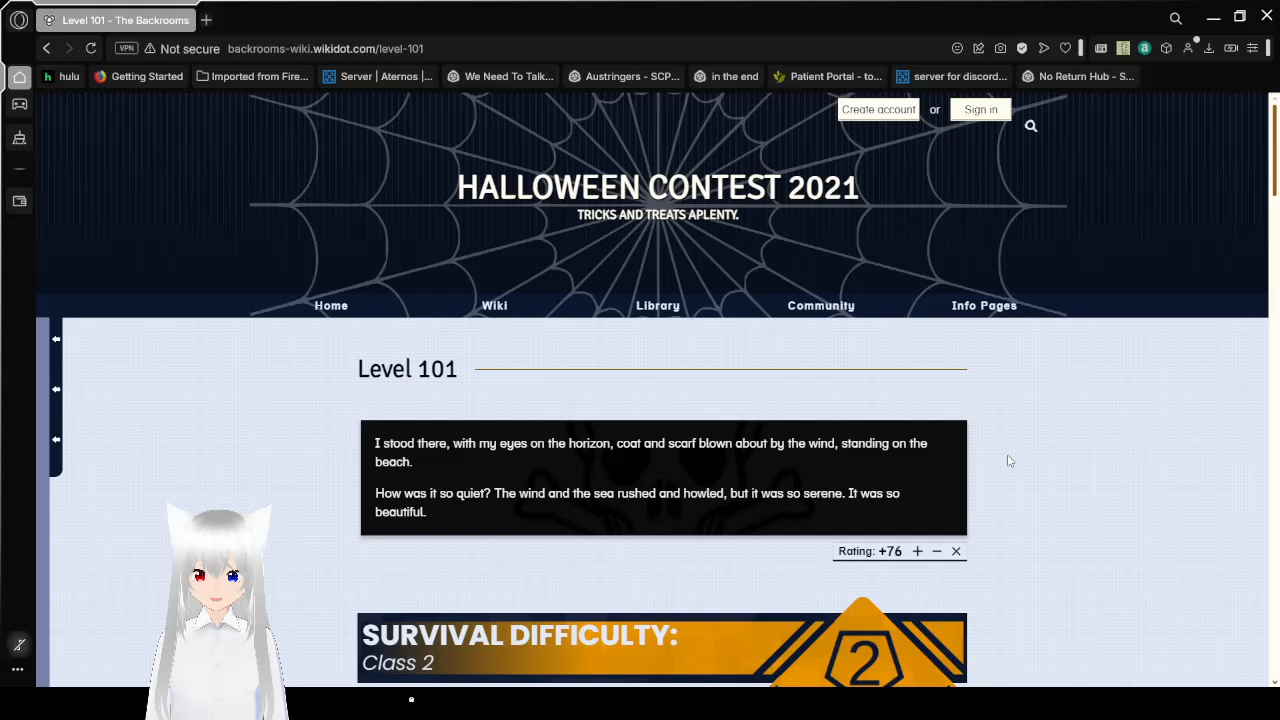 Level 101 - The Backrooms
VPN Not secure backrooms-wiki.wikidot.com/level-101
hulu Getting Started Imported from Fire... Server | Aternos |... We Need To Talk... Austringers - SCP... in the end Patient Portal - to... server for discord... No Return Hub - S...
Create account or Sign in
HALLOWEEN CONTEST 2021
TRICKS AND TREATS APLENTY.
Home Wiki Library Community Info Pages
Level 101
I stood there, with my eyes on the horizon, coat and scarf blown about by the wind, standing on the
beach.
How was it so quiet? The wind and the sea rushed and howled, but it was so serene. It was so
beautiful.
Rating: +76 + − ×
SURVIVAL DIFFICULTY:
Class 2
2